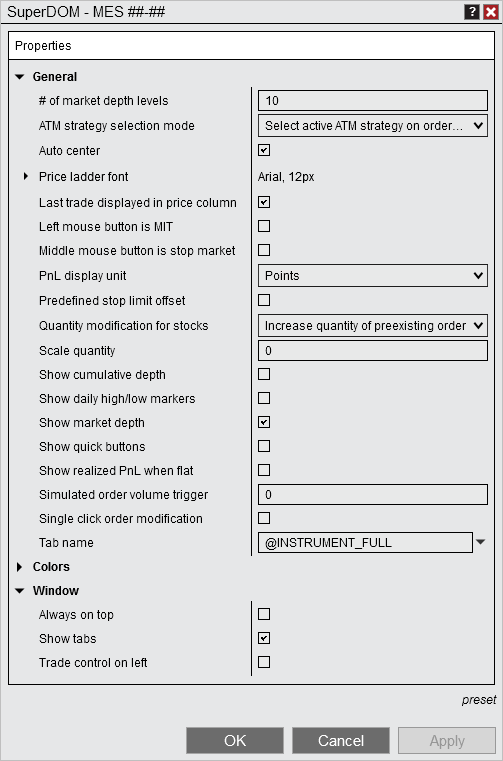 SuperDOM - MES ##-##
?
Properties
General
# of market depth levels 10
ATM strategy selection mode Select active ATM strategy on order...
Auto center
Price ladder font Arial, 12px
Last trade displayed in price column
Left mouse button is MIT
Middle mouse button is stop market
PnL display unit Points
Predefined stop limit offset
Quantity modification for stocks Increase quantity of preexisting order
Scale quantity 0
Show cumulative depth
Show daily high/low markers
Show market depth
Show quick buttons
Show realized PnL when flat
Simulated order volume trigger 0
Single click order modification
Tab name @INSTRUMENT_FULL
Colors
Window
Always on top
Show tabs
Trade control on left
preset
OK Cancel Apply